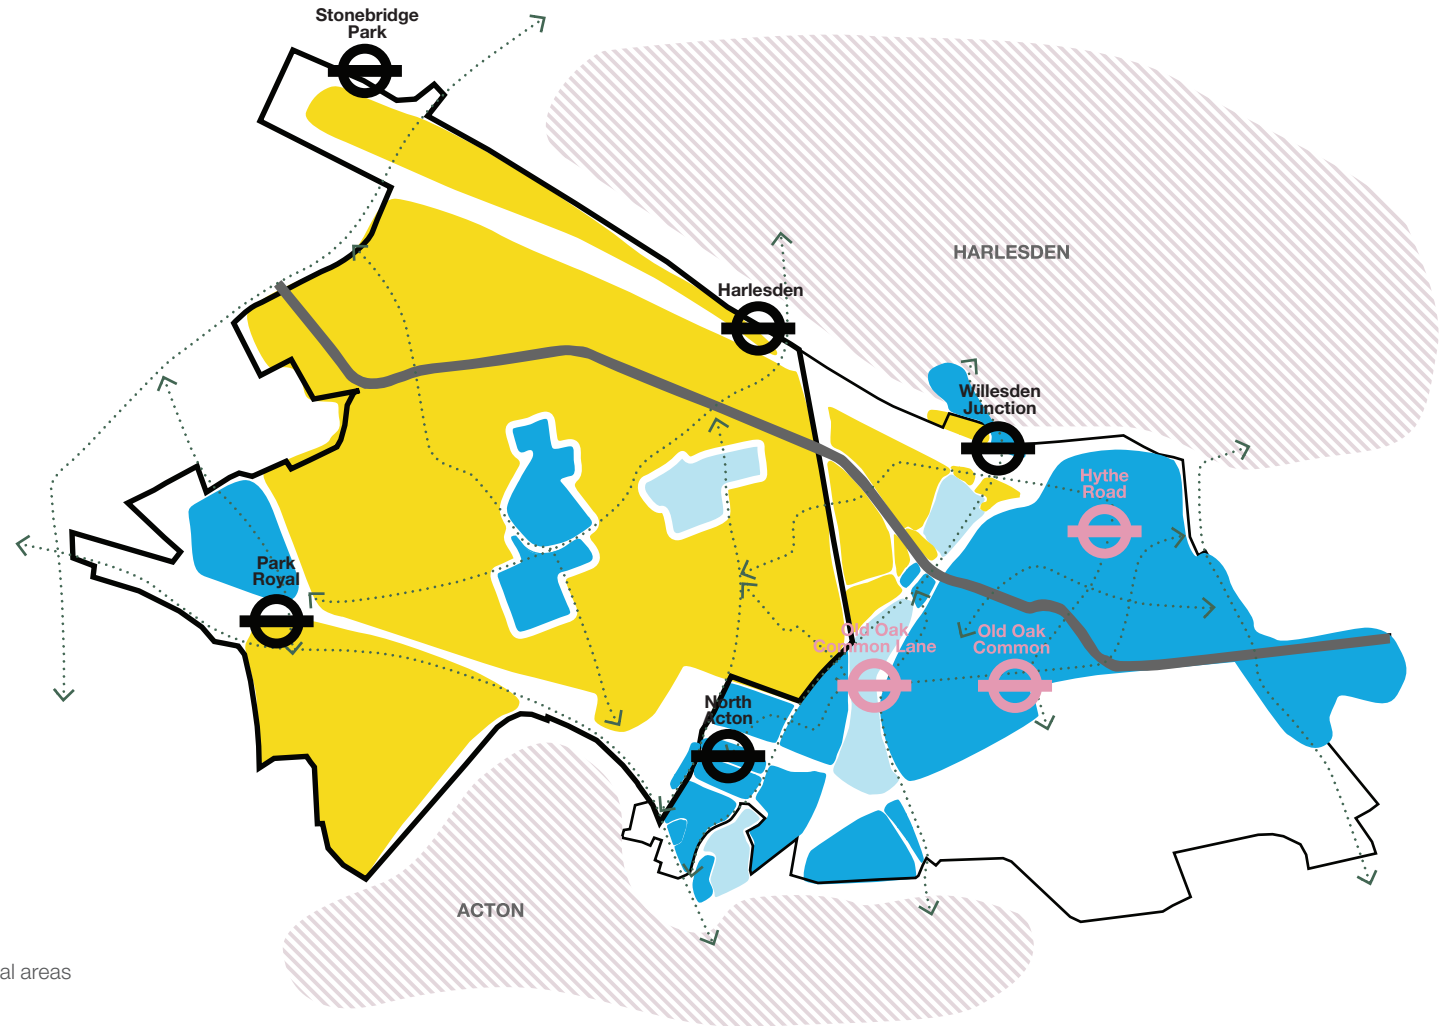 Stonebridge
Park
HARLESDEN
Harlesden
Willesden
Junction
Hythe
Road
Park
Royal
Old Oak
Common Lane
Old Oak
Common
North
Acton
ACTON
al areas